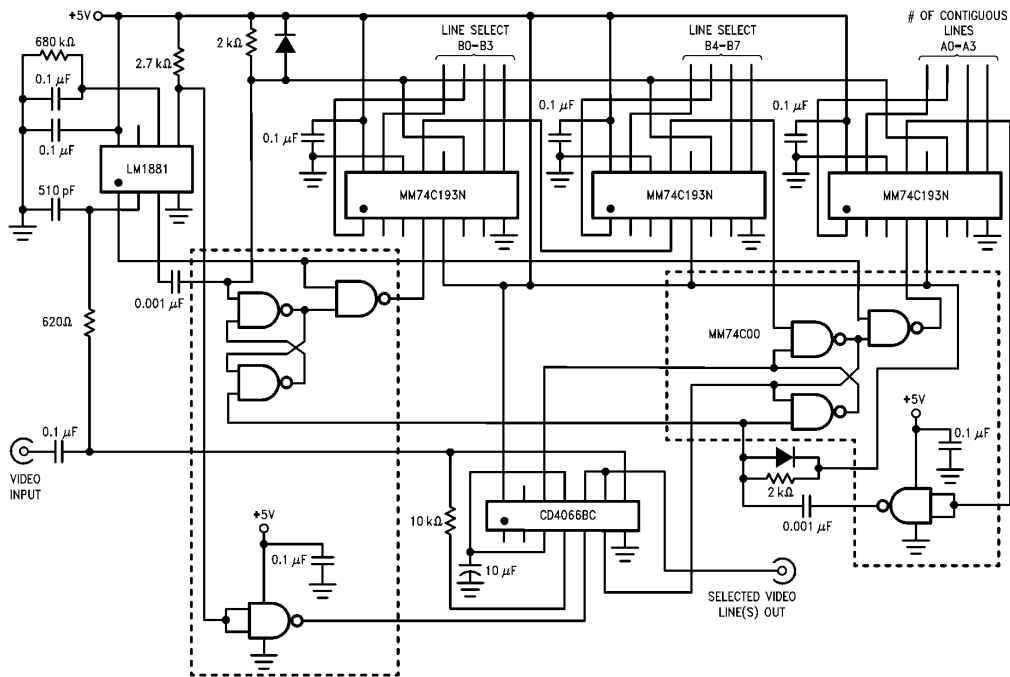 +5V
680 kΩ
0.1 μF
0.1 μF
2.7 kΩ
2 kΩ
LINE SELECT
B0–B3
LINE SELECT
B4–B7
# OF CONTIGUOUS
LINES
A0–A3
0.1 μF
0.1 μF
0.1 μF
LM1881
MM74C193N
MM74C193N
MM74C193N
510 pF
0.001 μF
620Ω
MM74C00
+5V
0.1 μF
0.1 μF
VIDEO
INPUT
2 kΩ
0.001 μF
10 kΩ
CD4066BC
+5V
0.1 μF
10 μF
SELECTED VIDEO
LINE(S) OUT